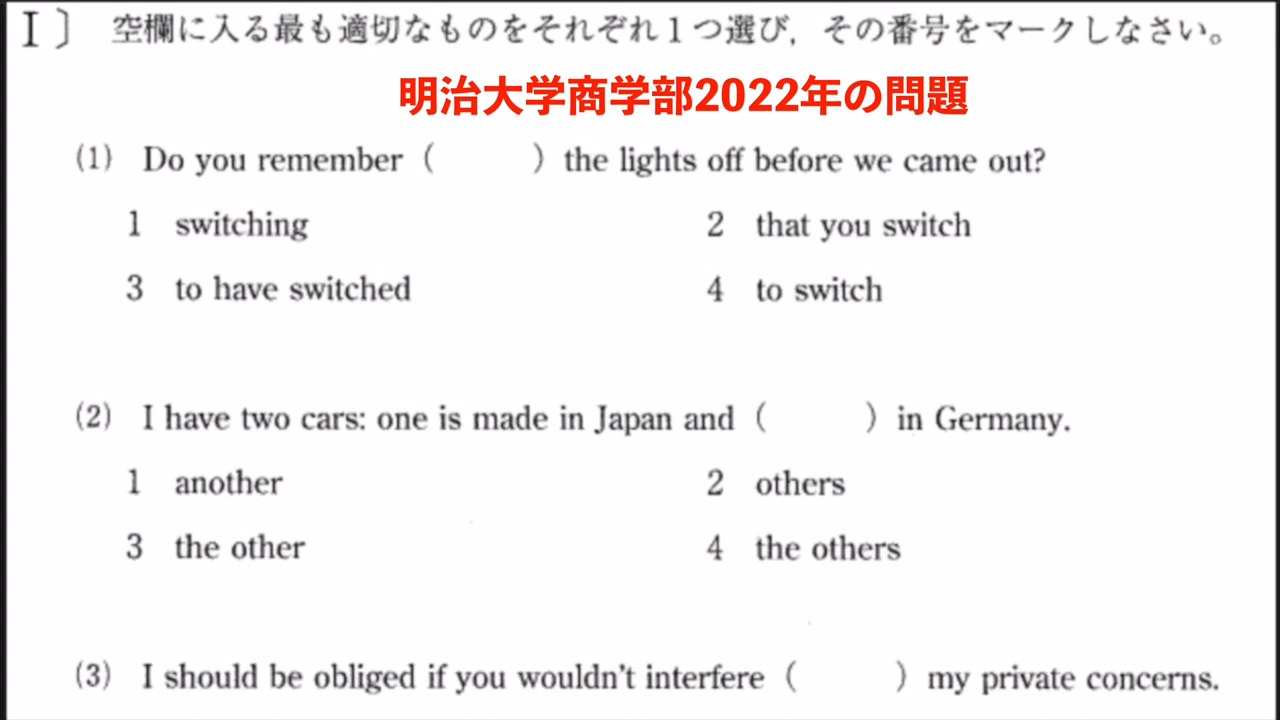 I〕 空欄に入る最も適切なものをそれぞれ1つ選び，その番号をマークしなさい。
明治大学商学部2022年の問題
(1) Do you remember (　　) the lights off before we came out?
1 switching 2 that you switch
3 to have switched 4 to switch
(2) I have two cars: one is made in Japan and (　　) in Germany.
1 another 2 others
3 the other 4 the others
(3) I should be obliged if you wouldn't interfere (　　) my private concerns.